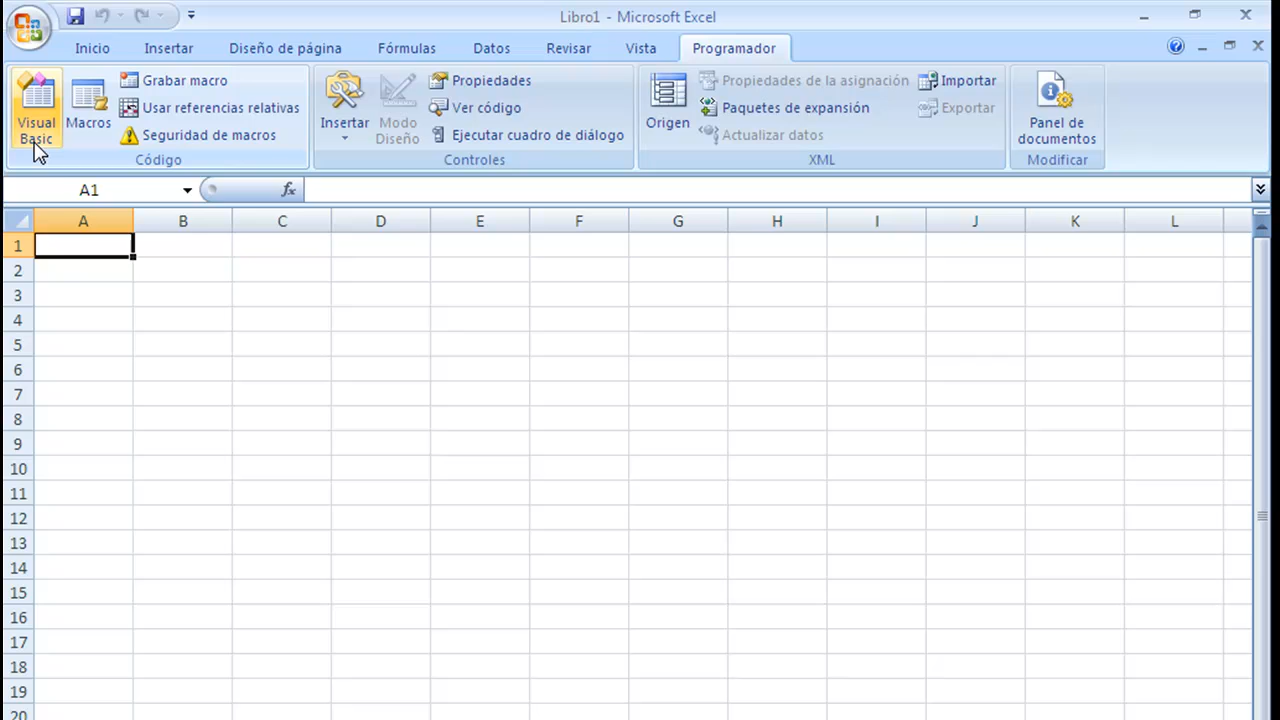 Libro1 - Microsoft Excel
Inicio Insertar Diseño de página Fórmulas Datos Revisar Vista Programador
Visual Basic
Macros
Grabar macro
Usar referencias relativas
Seguridad de macros
Código
Insertar
Modo Diseño
Propiedades
Ver código
Ejecutar cuadro de diálogo
Controles
Origen
Propiedades de la asignación
Paquetes de expansión
Actualizar datos
Importar
Exportar
XML
Panel de documentos
Modificar
A1 fx
A B C D E F G H I J K L
1
2
3
4
5
6
7
8
9
10
11
12
13
14
15
16
17
18
19
20